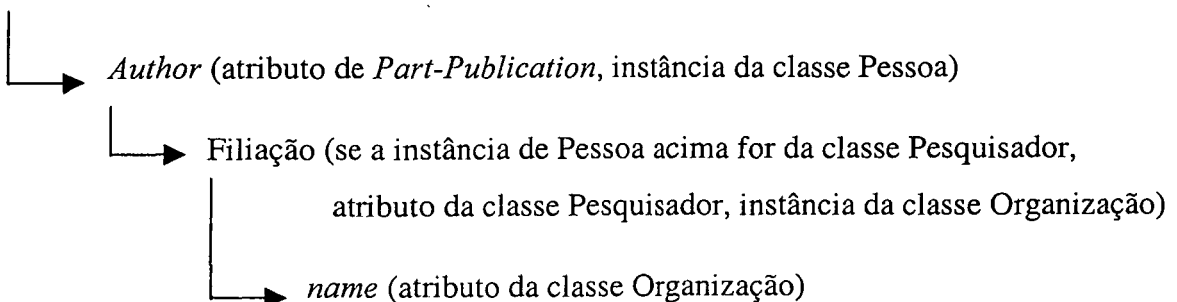 Author (atributo de Part-Publication, instância da classe Pessoa)
Filiação (se a instância de Pessoa acima for da classe Pesquisador,
atributo da classe Pesquisador, instância da classe Organização)
name (atributo da classe Organização)